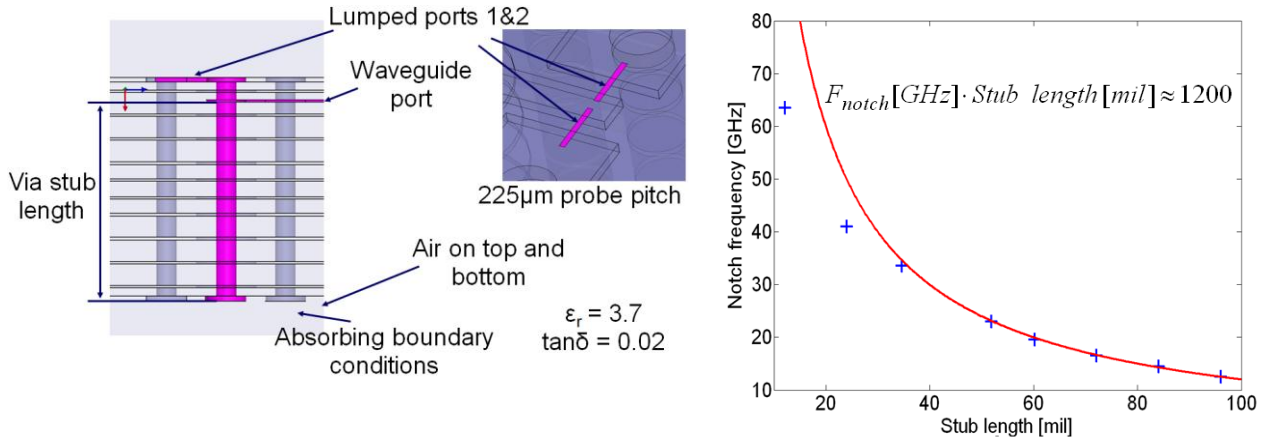 Lumped ports 1&2
Waveguide
port
Via stub
length
225µm probe pitch
Air on top and
bottom
εr = 3.7
tanδ = 0.02
Absorbing boundary
conditions
80
70
60
50
40
30
20
10
Notch frequency [GHz]
Fnotch[GHz]· Stub length[mil]≈1200
20
40
60
80
100
Stub length [mil]